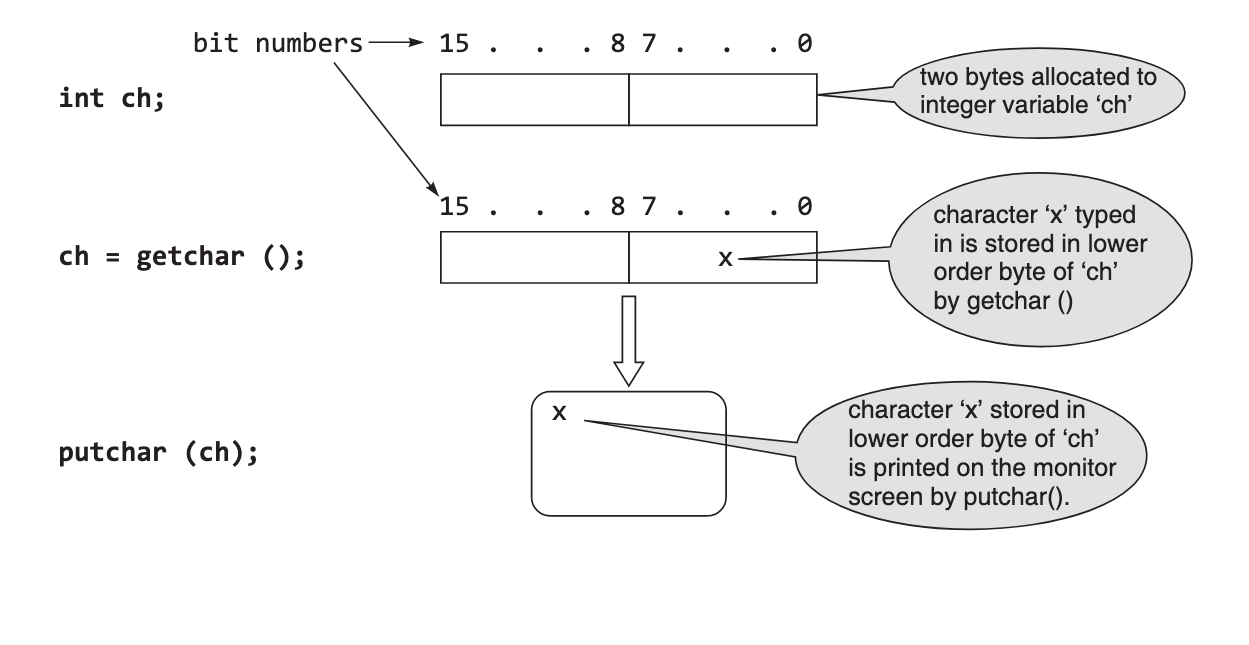 bit numbers 15 . . . 8 7 . . . 0
int ch;
two bytes allocated to
integer variable ‘ch’
15 . . . 8 7 . . . 0
ch = getchar ();
x
character ‘x’ typed
in is stored in lower
order byte of ‘ch’
by getchar ()
putchar (ch);
x
character ‘x’ stored in
lower order byte of ‘ch’
is printed on the monitor
screen by putchar().